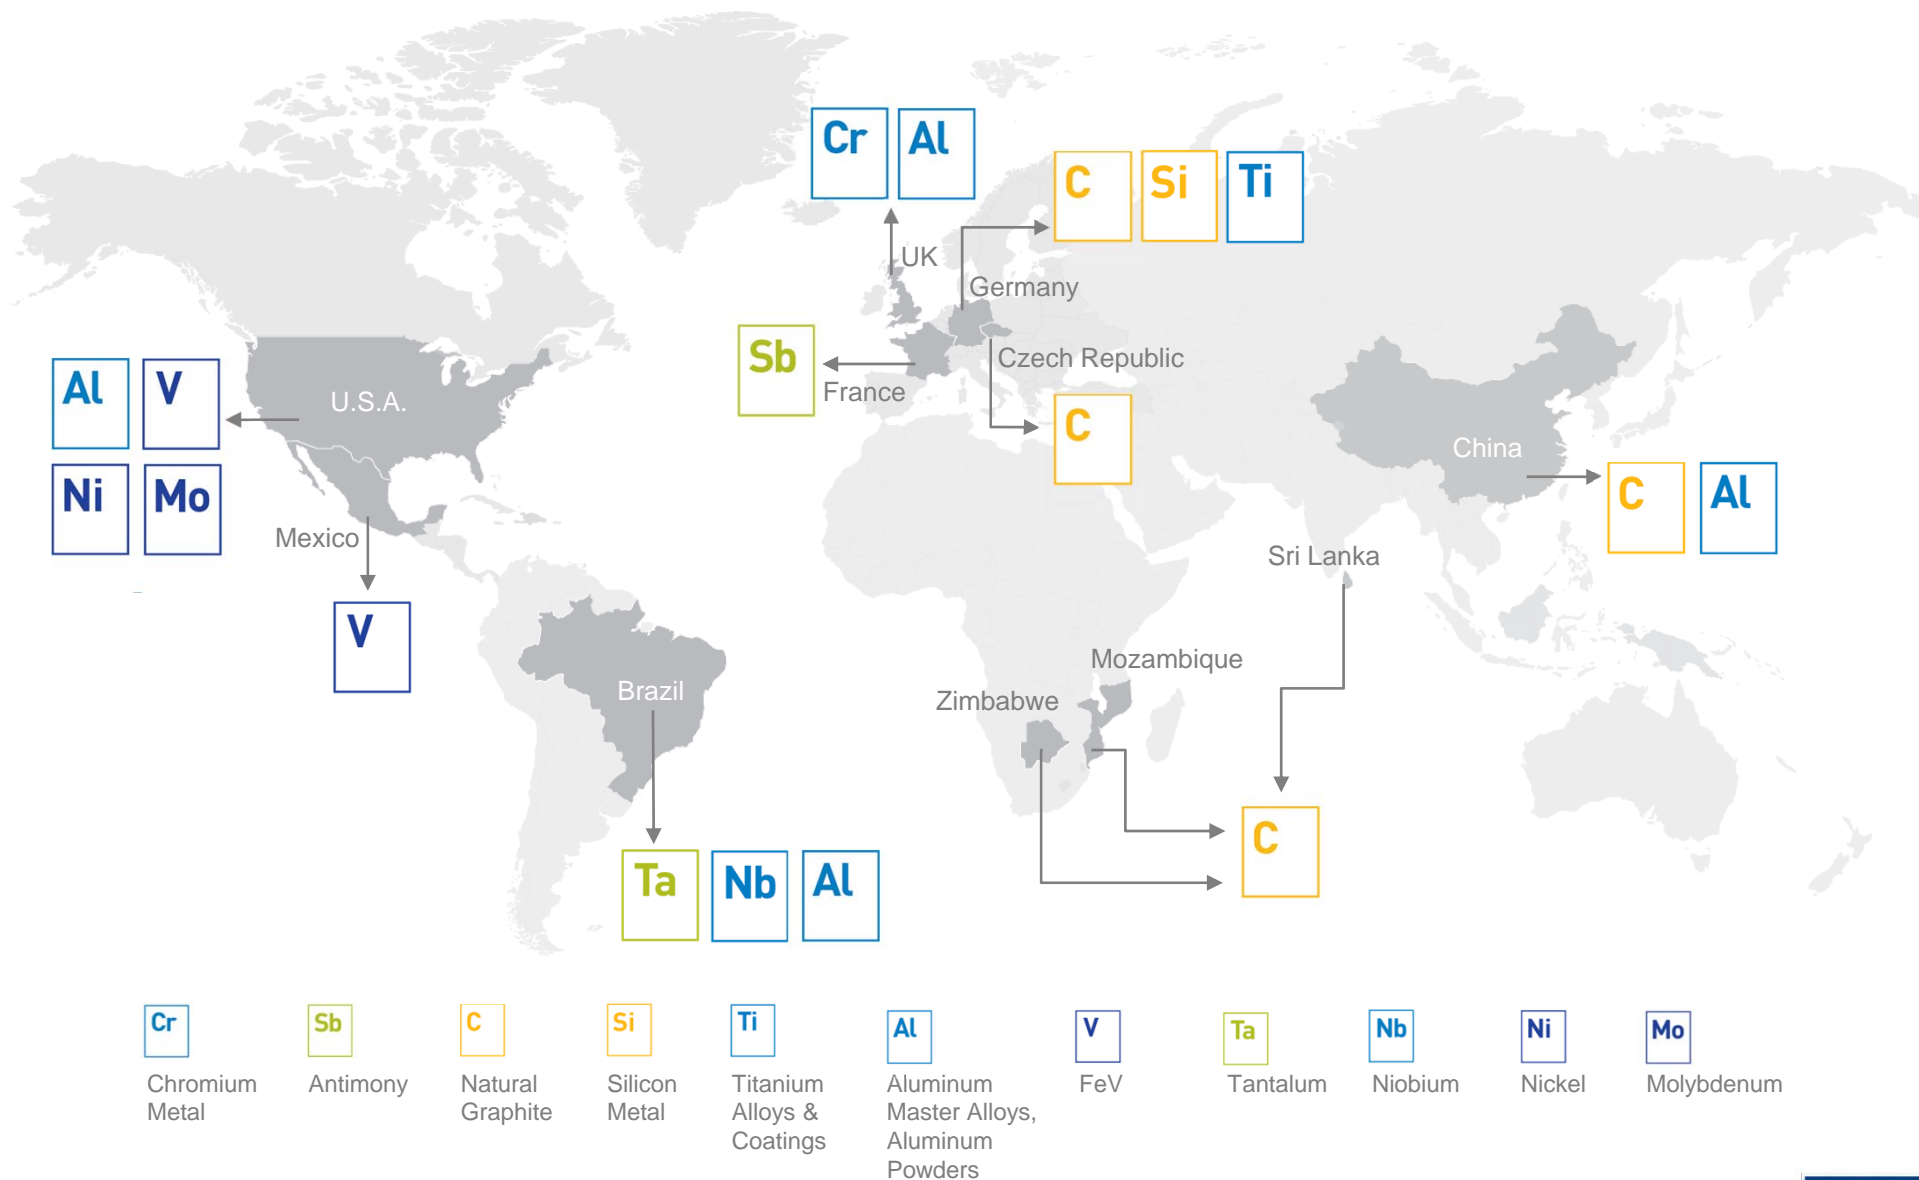 Cr Al
C Si Ti
UK
Germany
Sb
Czech Republic
France
Al V
U.S.A.
C
China
Ni Mo
C Al
Mexico
Sri Lanka
V
Mozambique
Brazil
Zimbabwe
C
Ta Nb Al
Cr
Chromium
Metal
Sb
Antimony
C
Natural
Graphite
Si
Silicon
Metal
Ti
Titanium
Alloys &
Coatings
Al
Aluminum
Master Alloys,
Aluminum
Powders
V
FeV
Ta
Tantalum
Nb
Niobium
Ni
Nickel
Mo
Molybdenum